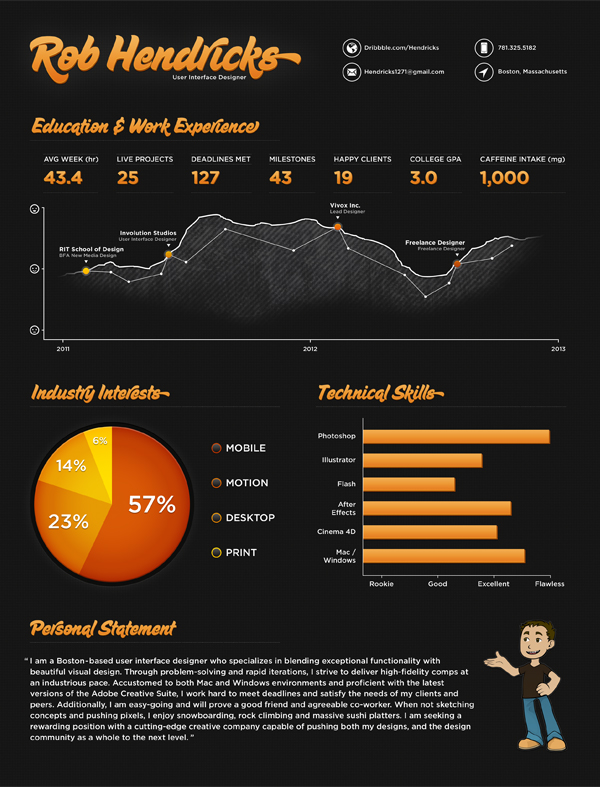 Rob Hendricks
User Interface Designer
Dribbble.com/Hendricks
781.325.5182
Hendricks1271@gmail.com
Boston, Massachusetts
Education & Work Experience
AVG WEEK (hr) LIVE PROJECTS DEADLINES MET MILESTONES HAPPY CLIENTS COLLEGE GPA CAFFEINE INTAKE (mg)
43.4 25 127 43 19 3.0 1,000
Vivox Inc.
Lead Designer
Involution Studios
User Interface Designer
Freelance Designer
Freelance Designer
RIT School of Design
BFA New Media Design
2011 2012 2013
Industry Interests
6%
14%
57%
23%
MOBILE
MOTION
DESKTOP
PRINT
Technical Skills
Photoshop
Illustrator
Flash
After
Effects
Cinema 4D
Mac /
Windows
Rookie Good Excellent Flawless
Personal Statement
“ I am a Boston-based user interface designer who specializes in blending exceptional functionality with
beautiful visual design. Through problem-solving and rapid iterations, I strive to deliver high-fidelity comps at
an industrious pace. Accustomed to both Mac and Windows environments and proficient with the latest
versions of the Adobe Creative Suite, I work hard to meet deadlines and satisfy the needs of my clients and
peers. Additionally, I am easy-going and will prove a good friend and agreeable co-worker. When not sketching
concepts and pushing pixels, I enjoy snowboarding, rock climbing and massive sushi platters. I am seeking a
rewarding position with a cutting-edge creative company capable of pushing both my designs, and the design
community as a whole to the next level. ”